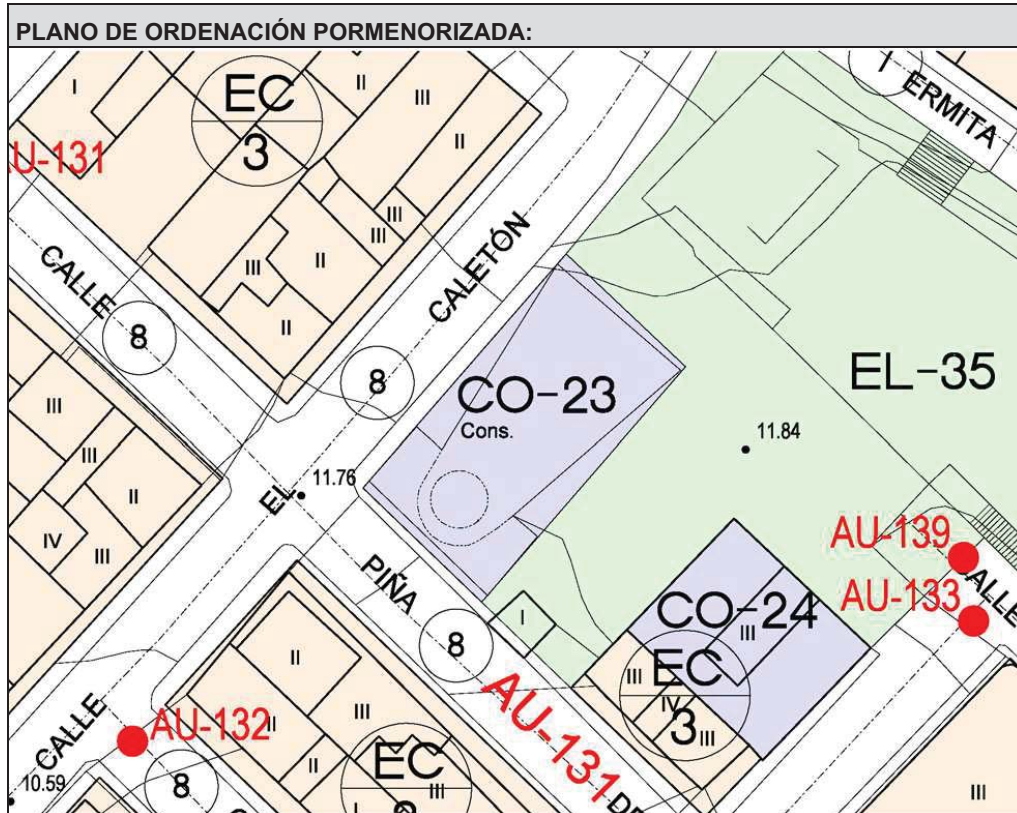 PLANO DE ORDENACIÓN PORMENORIZADA:
EC
3
I
II
III
II
I
ERMITA
U-131
III
III
III
II
II
CALLE
8
CALETÓN
8
CO-23
Cons.
EL-35
11.84
III
III
II
IV
III
EL
11.76
PIÑA
8
I
AU-139
CALLE
AU-133
CO-24
III
EC
3
III
IV
III
AU-131
DE
II
III
II
II
EC
III
CALLE
AU-132
8
10.59
III